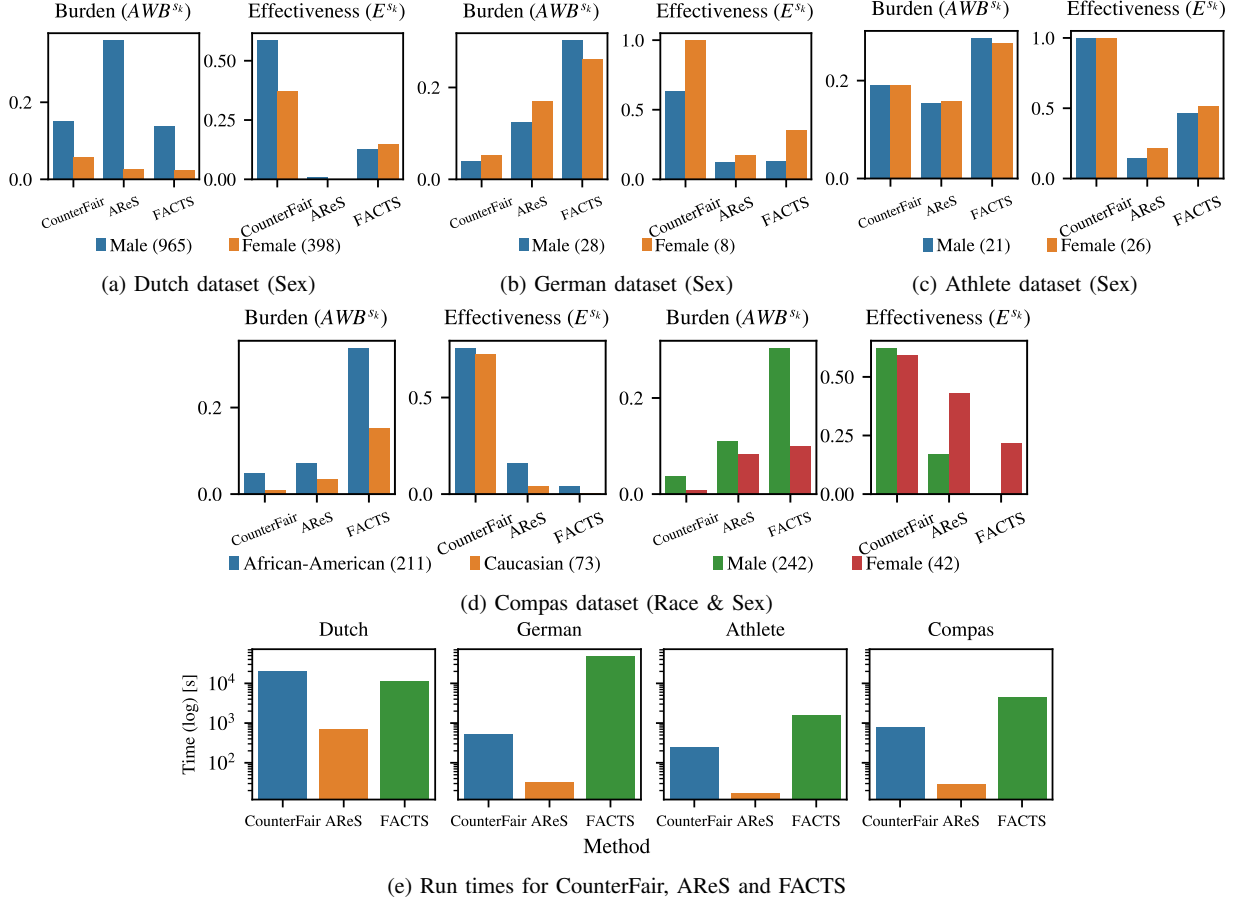 Burden (AWB^{s_k}) Effectiveness (E^{s_k})
0.2
0.0
0.50
0.25
0.00
CounterFair AReS FACTS
CounterFair AReS FACTS
Male (965) Female (398)
(a) Dutch dataset (Sex)
Burden (AWB^{s_k}) Effectiveness (E^{s_k})
0.2
0.0
1.0
0.5
0.0
CounterFair AReS FACTS
CounterFair AReS FACTS
Male (28) Female (8)
(b) German dataset (Sex)
Burden (AWB^{s_k}) Effectiveness (E^{s_k})
0.2
0.0
1.0
0.5
0.0
CounterFair AReS FACTS
CounterFair AReS FACTS
Male (21) Female (26)
(c) Athlete dataset (Sex)
Burden (AWB^{s_k}) Effectiveness (E^{s_k})
0.2
0.0
0.5
0.0
CounterFair AReS FACTS
CounterFair AReS FACTS
African-American (211) Caucasian (73)
Burden (AWB^{s_k}) Effectiveness (E^{s_k})
0.2
0.0
0.50
0.25
0.00
CounterFair AReS FACTS
CounterFair AReS FACTS
Male (242) Female (42)
(d) Compas dataset (Race & Sex)
Dutch German Athlete Compas
Time (log) [s]
10^4
10^3
10^2
CounterFair AReS FACTS
CounterFair AReS FACTS
CounterFair AReS FACTS
CounterFair AReS FACTS
Method
(e) Run times for CounterFair, AReS and FACTS